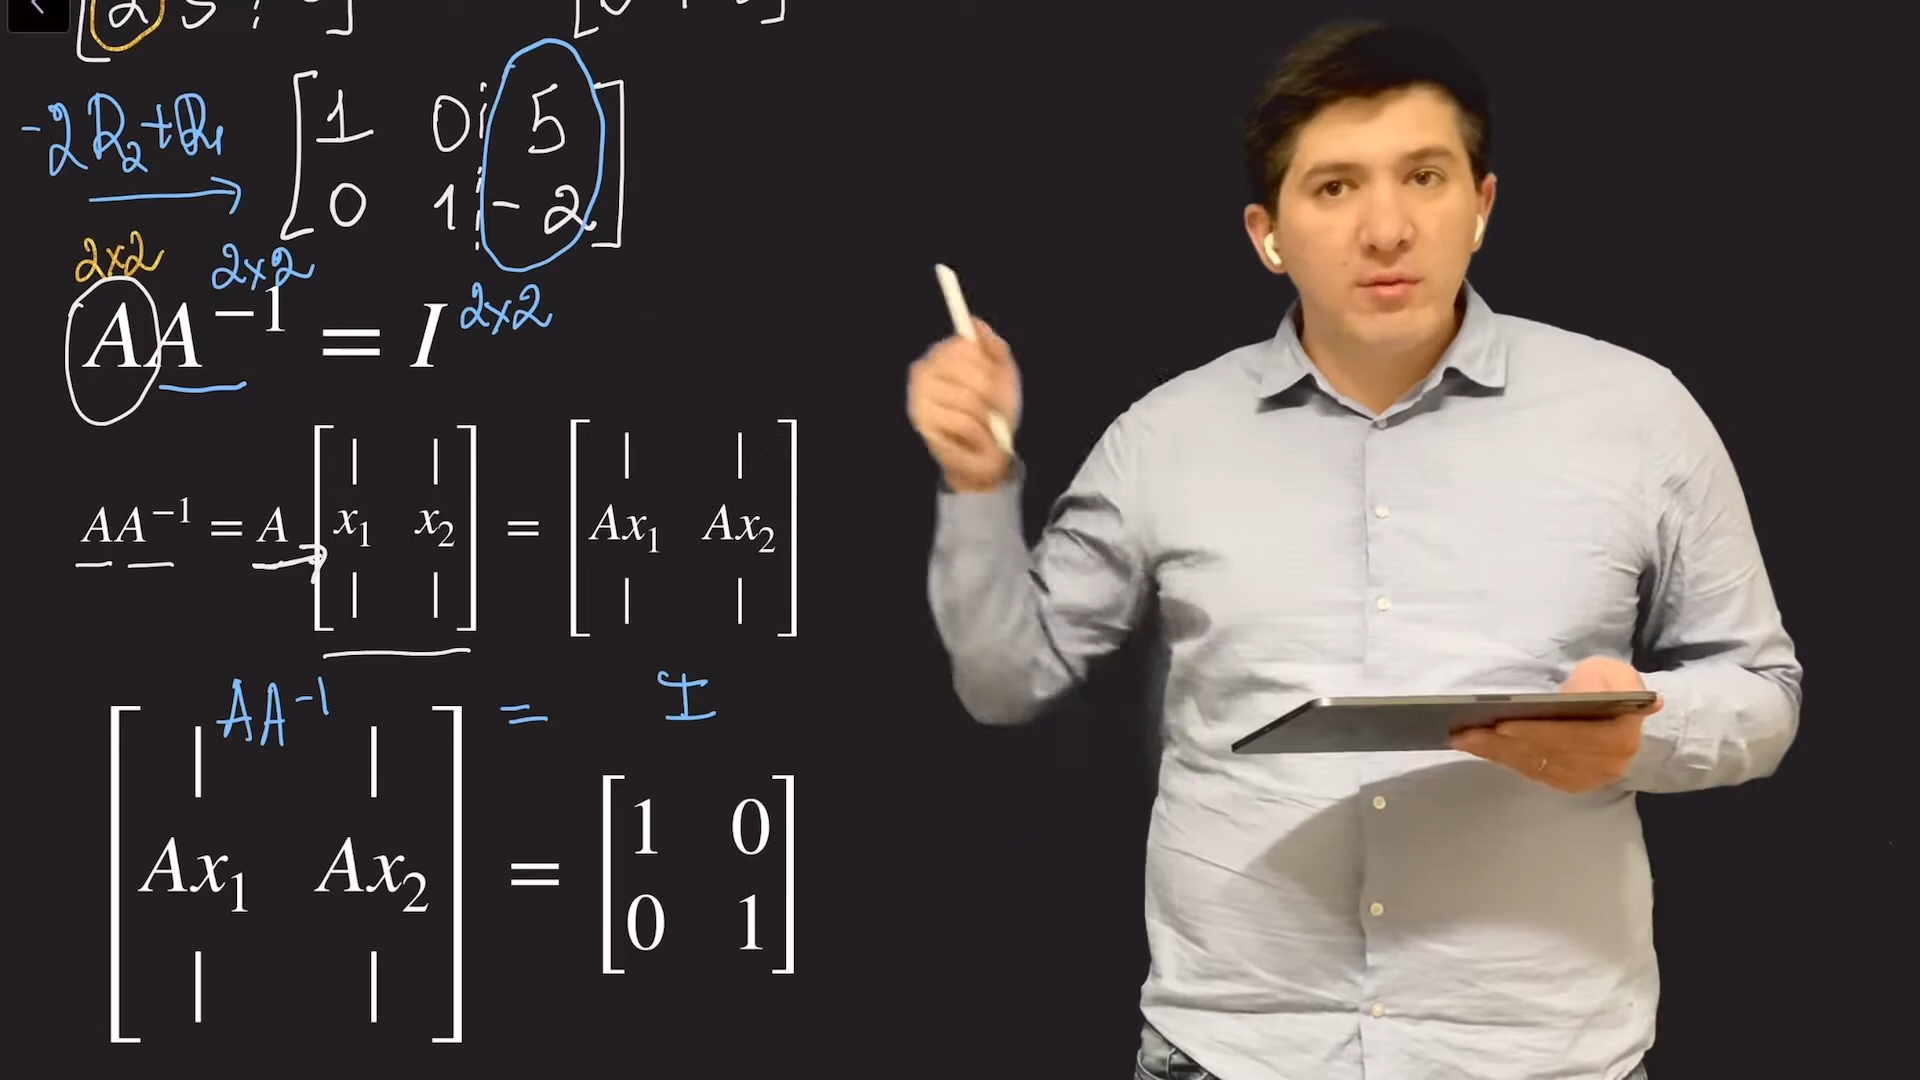 -2R₂+R₁ [1 0 ¦ 5
0 1 ¦ -2]
2x2 2x2
AA⁻¹ = I 2x2
AA⁻¹ = A [x₁ x₂] = [Ax₁ Ax₂]
AA⁻¹ = I
[Ax₁ Ax₂] = [1 0
0 1]